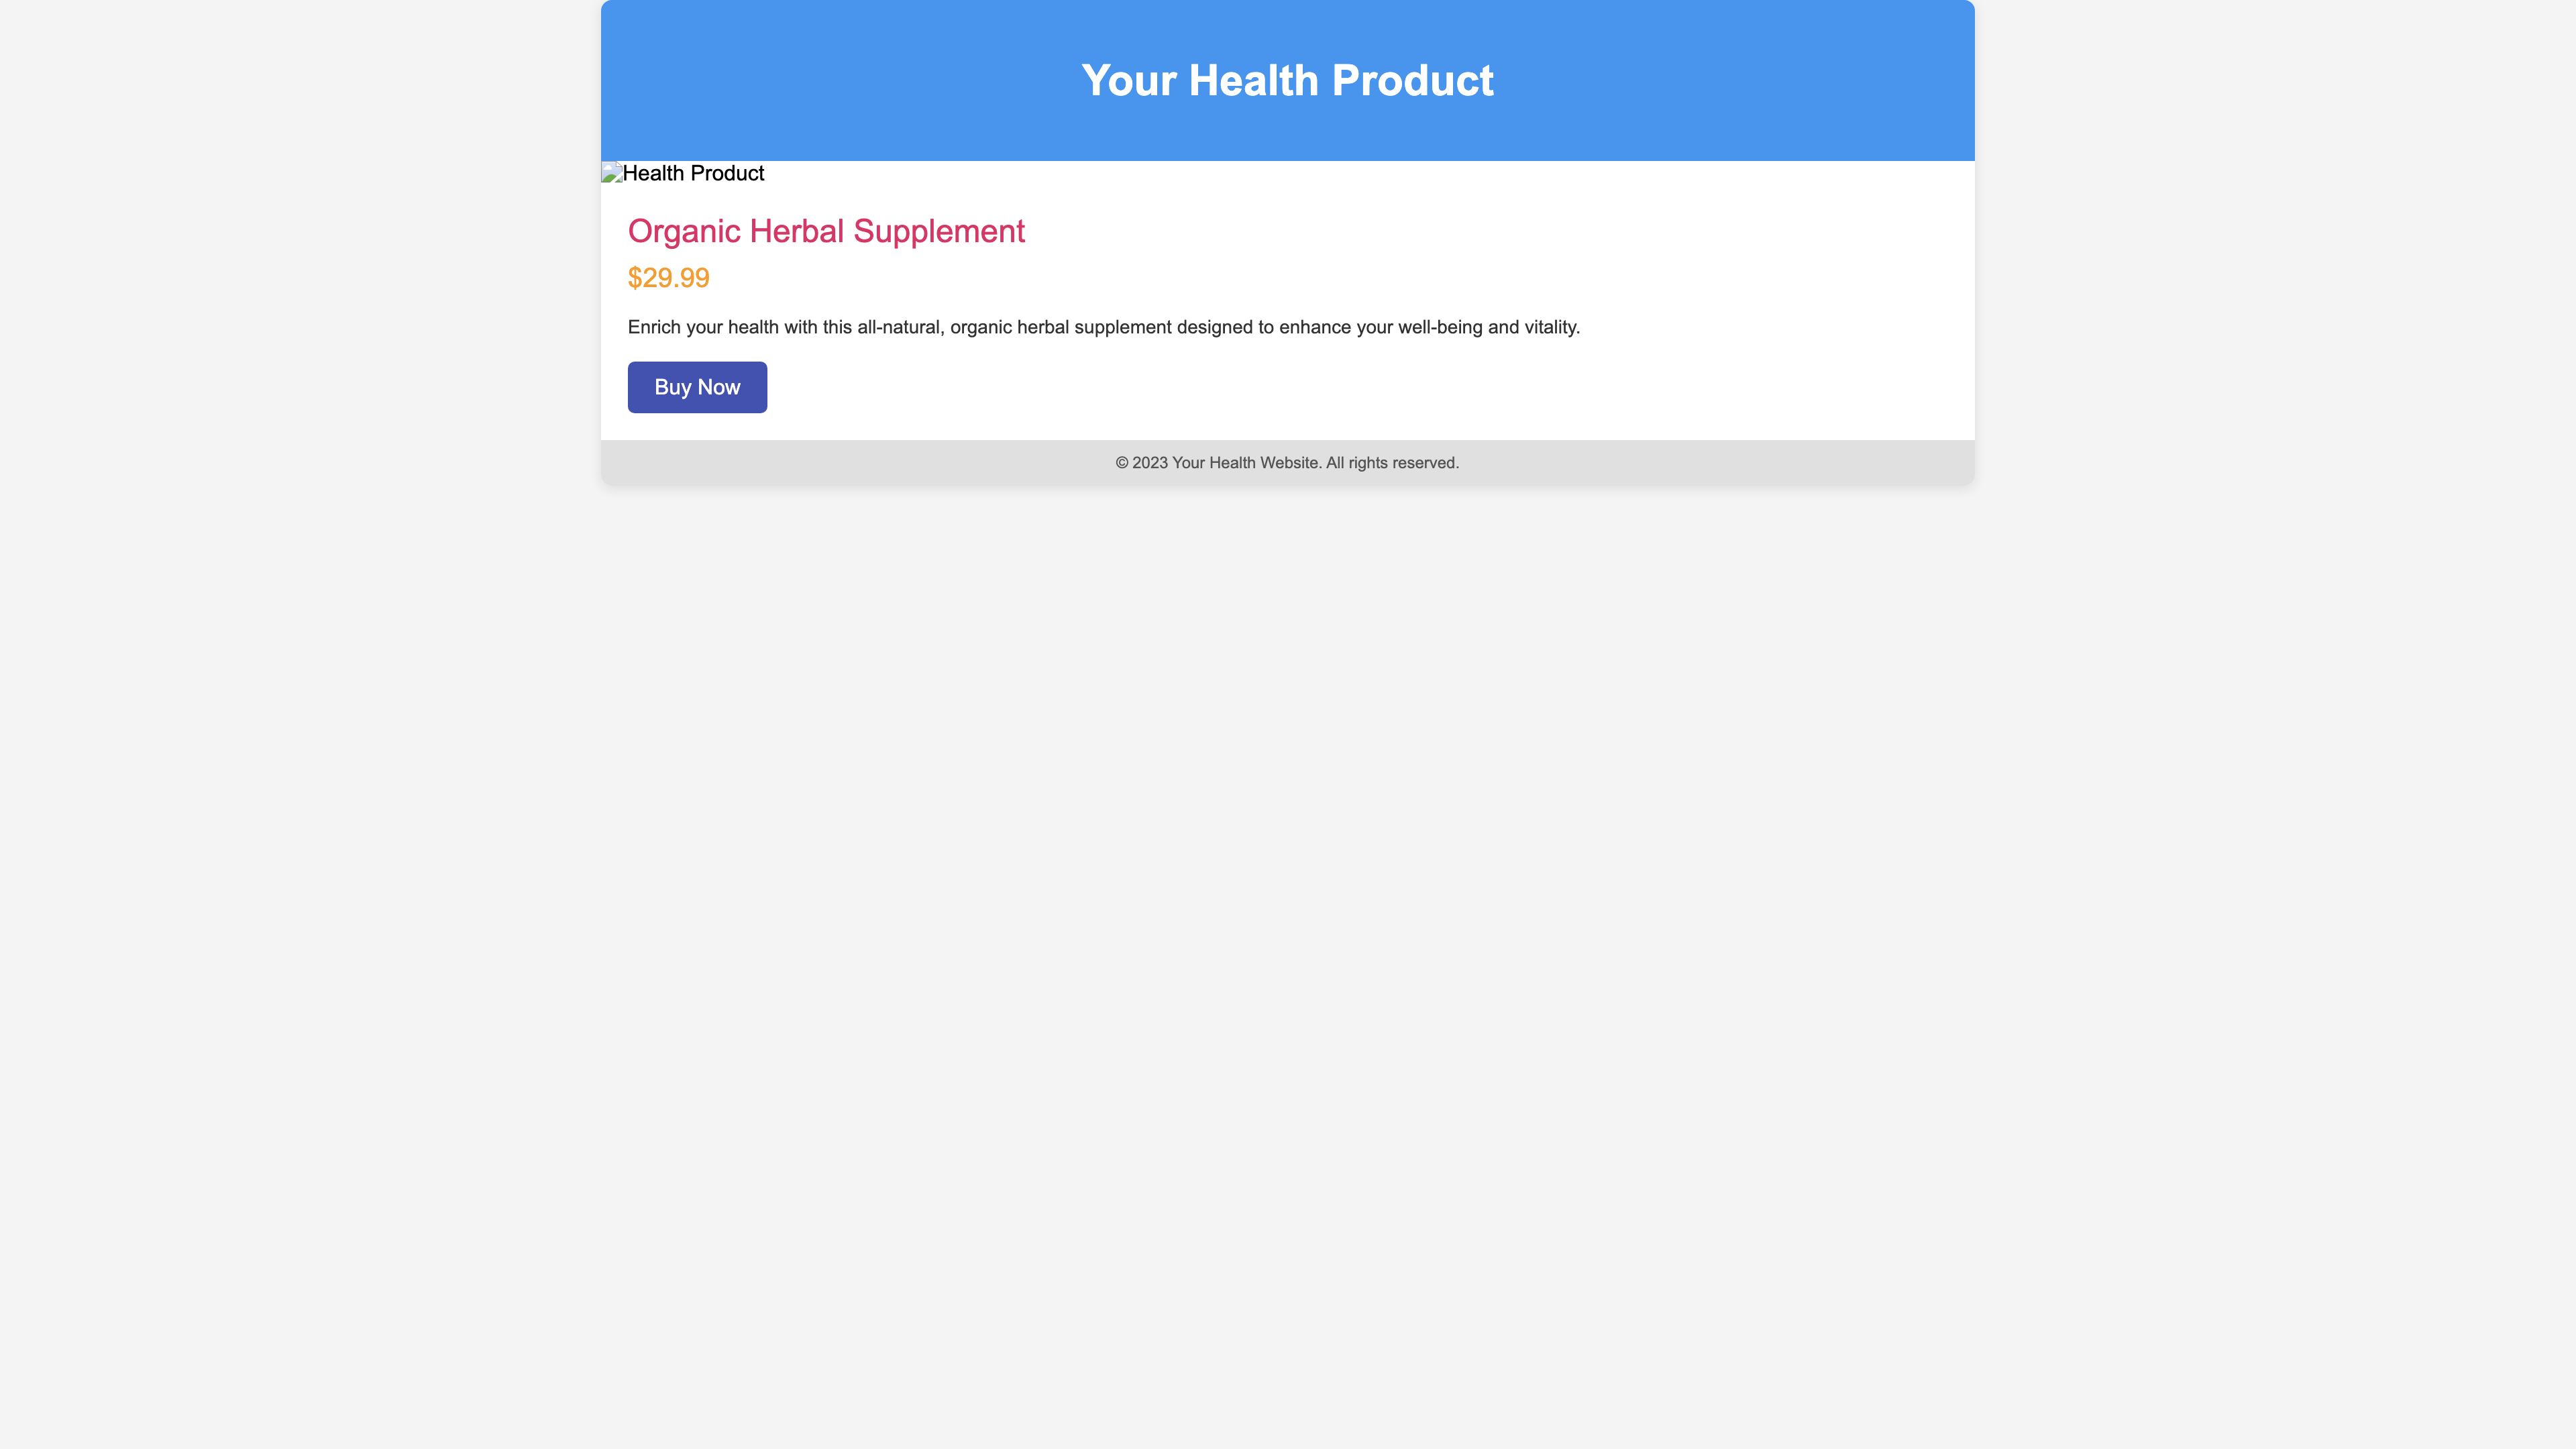 Your Health Product
Health Product
Organic Herbal Supplement
$29.99
Enrich your health with this all-natural, organic herbal supplement designed to enhance your well-being and vitality.
Buy Now
© 2023 Your Health Website. All rights reserved.